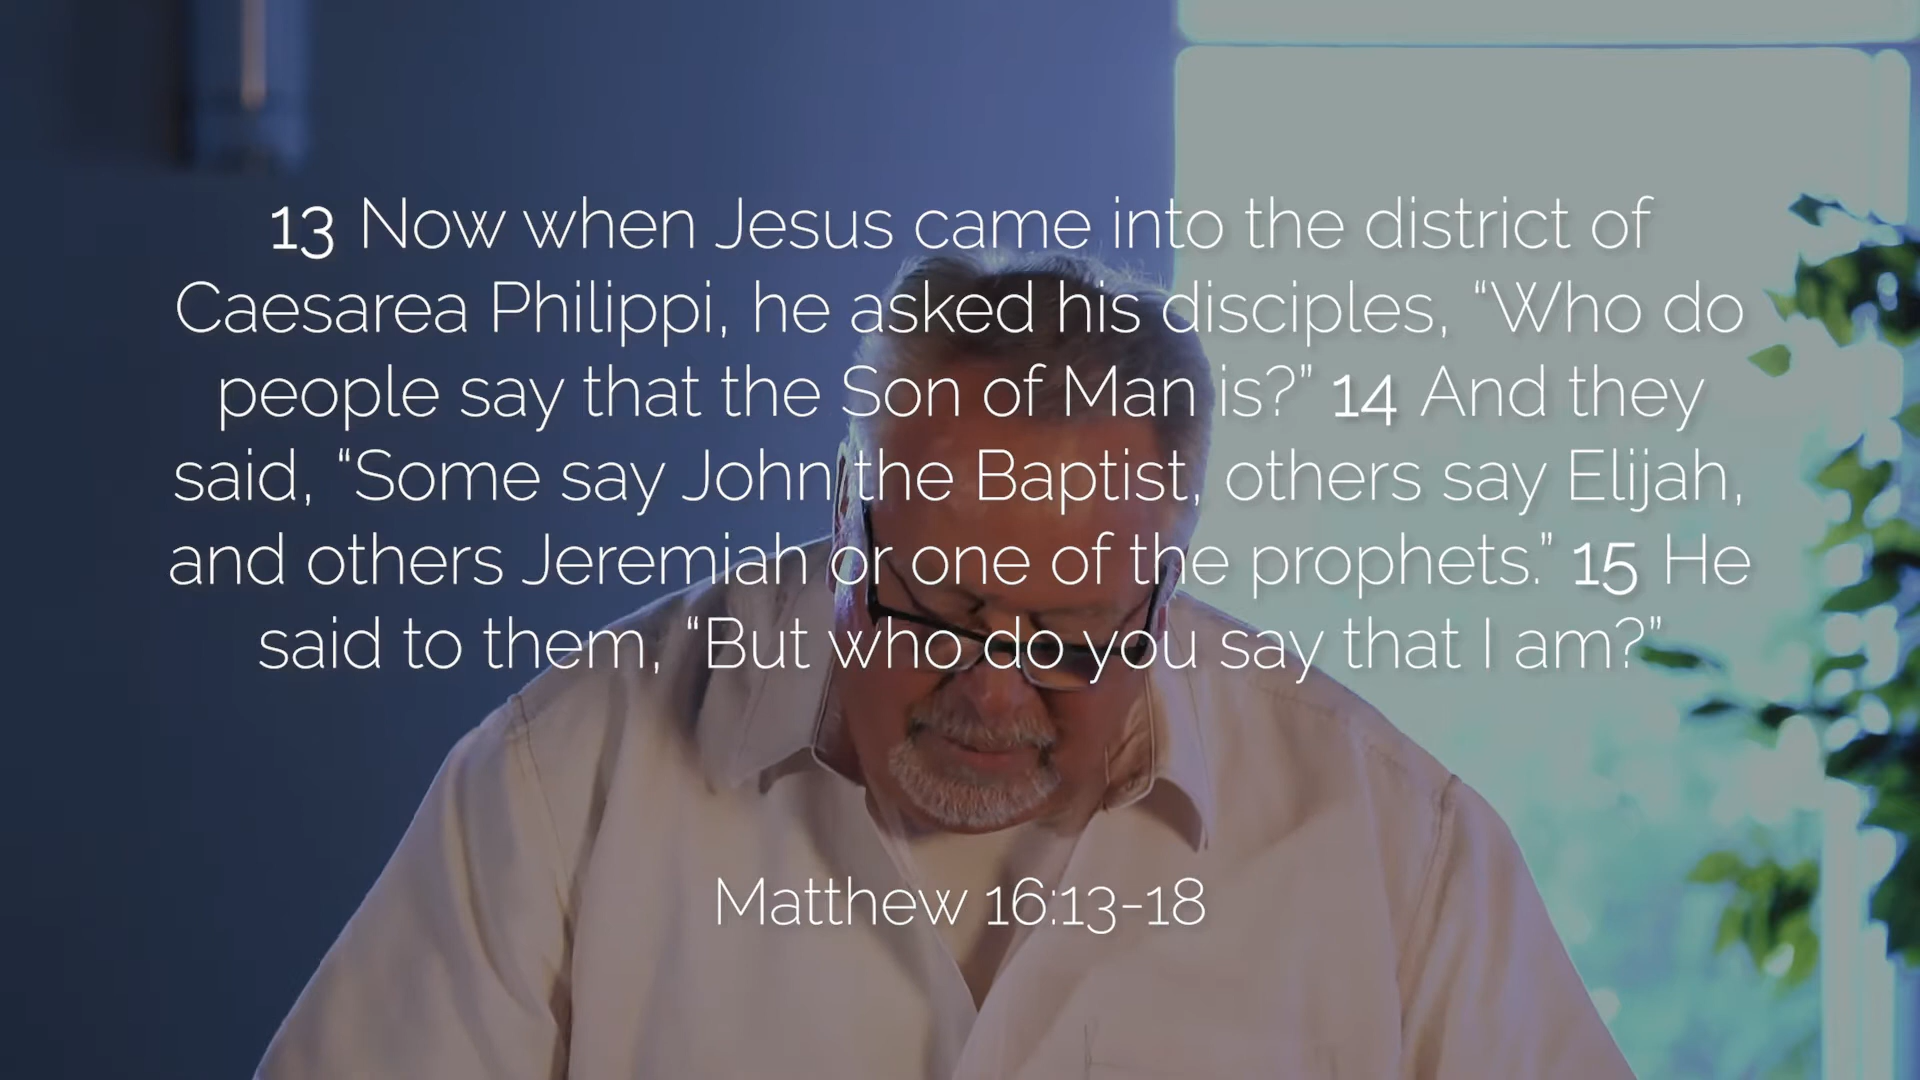 13 Now when Jesus came into the district of
Caesarea Philippi, he asked his disciples, “Who do
people say that the Son of Man is?” 14 And they
said, “Some say John the Baptist, others say Elijah,
and others Jeremiah or one of the prophets.” 15 He
said to them, “But who do you say that I am?”
Matthew 16:13-18